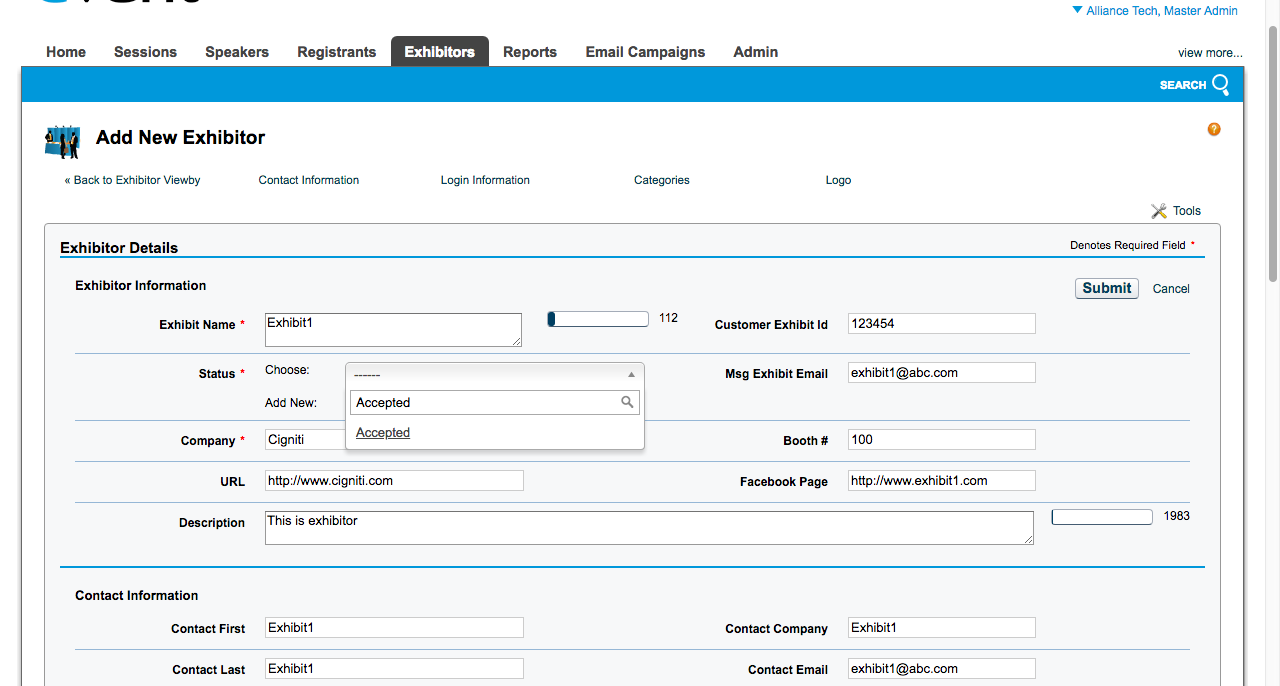 Alliance Tech, Master Admin
Home Sessions Speakers Registrants Exhibitors Reports Email Campaigns Admin view more...
SEARCH
Add New Exhibitor
?
« Back to Exhibitor Viewby Contact Information Login Information Categories Logo
Tools
Exhibitor Details Denotes Required Field *
Exhibitor Information Submit Cancel
Exhibit Name * Exhibit1 112 Customer Exhibit Id 123454
Status * Choose: ------ Msg Exhibit Email exhibit1@abc.com
Add New: Accepted
Accepted
Company * Cigniti Booth # 100
URL http://www.cigniti.com Facebook Page http://www.exhibit1.com
Description This is exhibitor 1983
Contact Information
Contact First Exhibit1 Contact Company Exhibit1
Contact Last Exhibit1 Contact Email exhibit1@abc.com